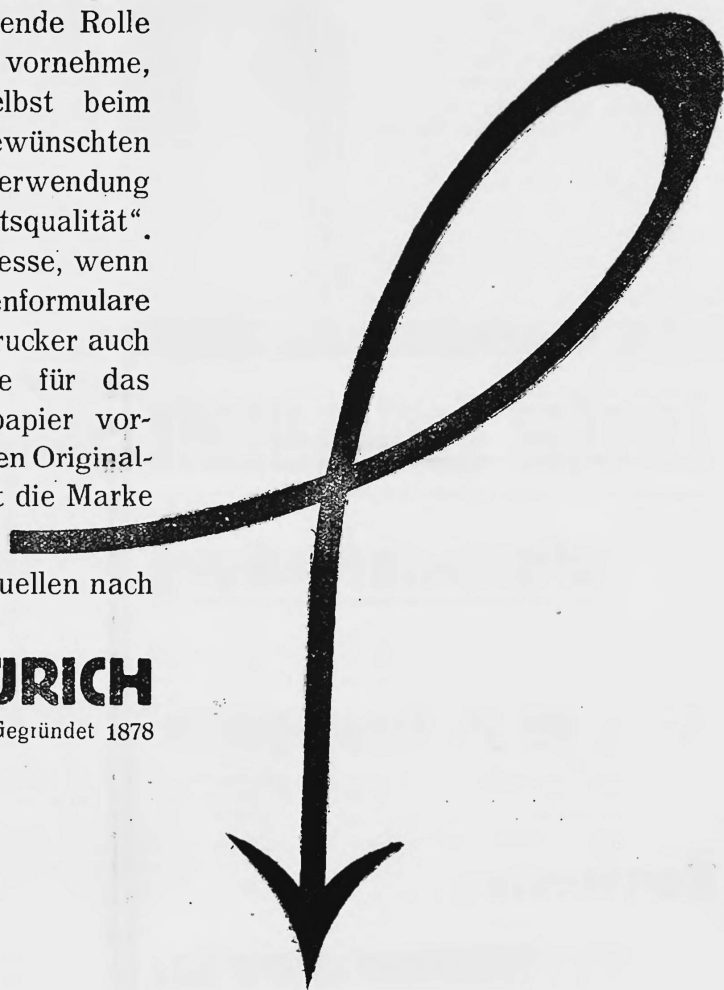 ende Rolle
vornehme,
elbst beim
ewünschten
erwendung
tsqualität“.
esse, wenn
enformulare
rucker auch
e für das
papier vor-
en Original-
t die Marke
uellen nach
ÜRICH
Gegründet 1878